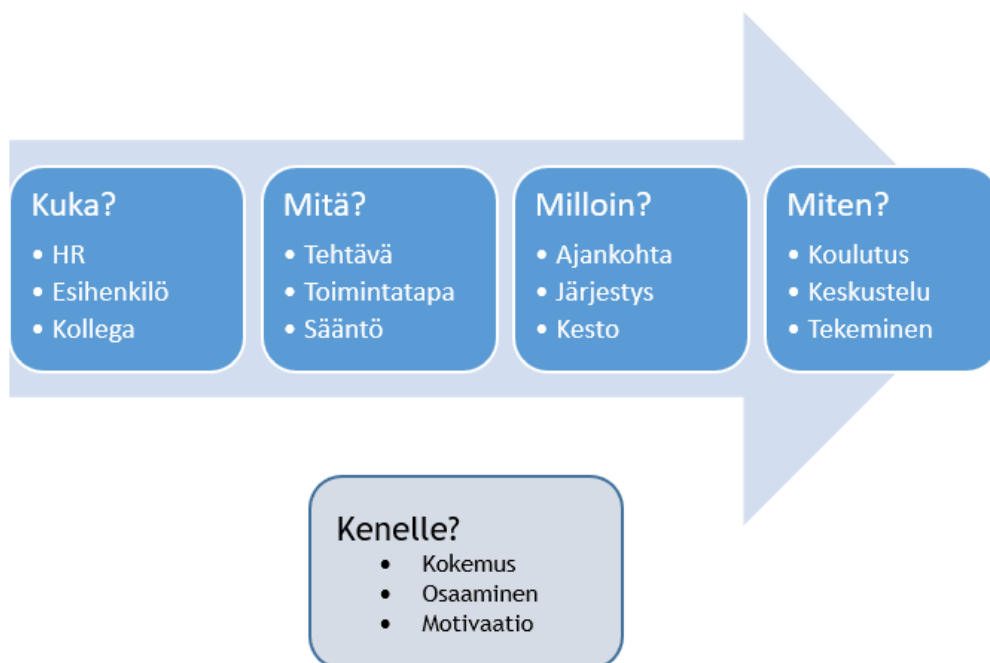 Kuka?
• HR
• Esihenkilö
• Kollega
Mitä?
• Tehtävä
• Toimintatapa
• Sääntö
Milloin?
• Ajankohta
• Järjestys
• Kesto
Miten?
• Koulutus
• Keskustelu
• Tekeminen
Kenelle?
• Kokemus
• Osaaminen
• Motivaatio